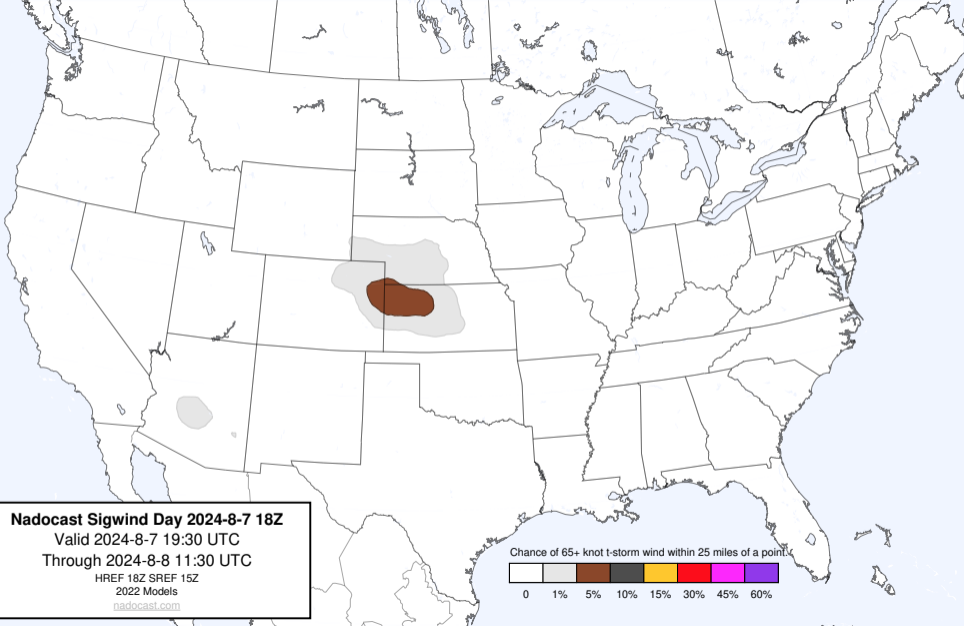 Nadocast Sigwind Day 2024-8-7 18Z
Valid 2024-8-7 19:30 UTC
Through 2024-8-8 11:30 UTC
HREF 18Z SREF 15Z
2022 Models
nadocast.com
Chance of 65+ knot t-storm wind within 25 miles of a point.
0 1% 5% 10% 15% 30% 45% 60%